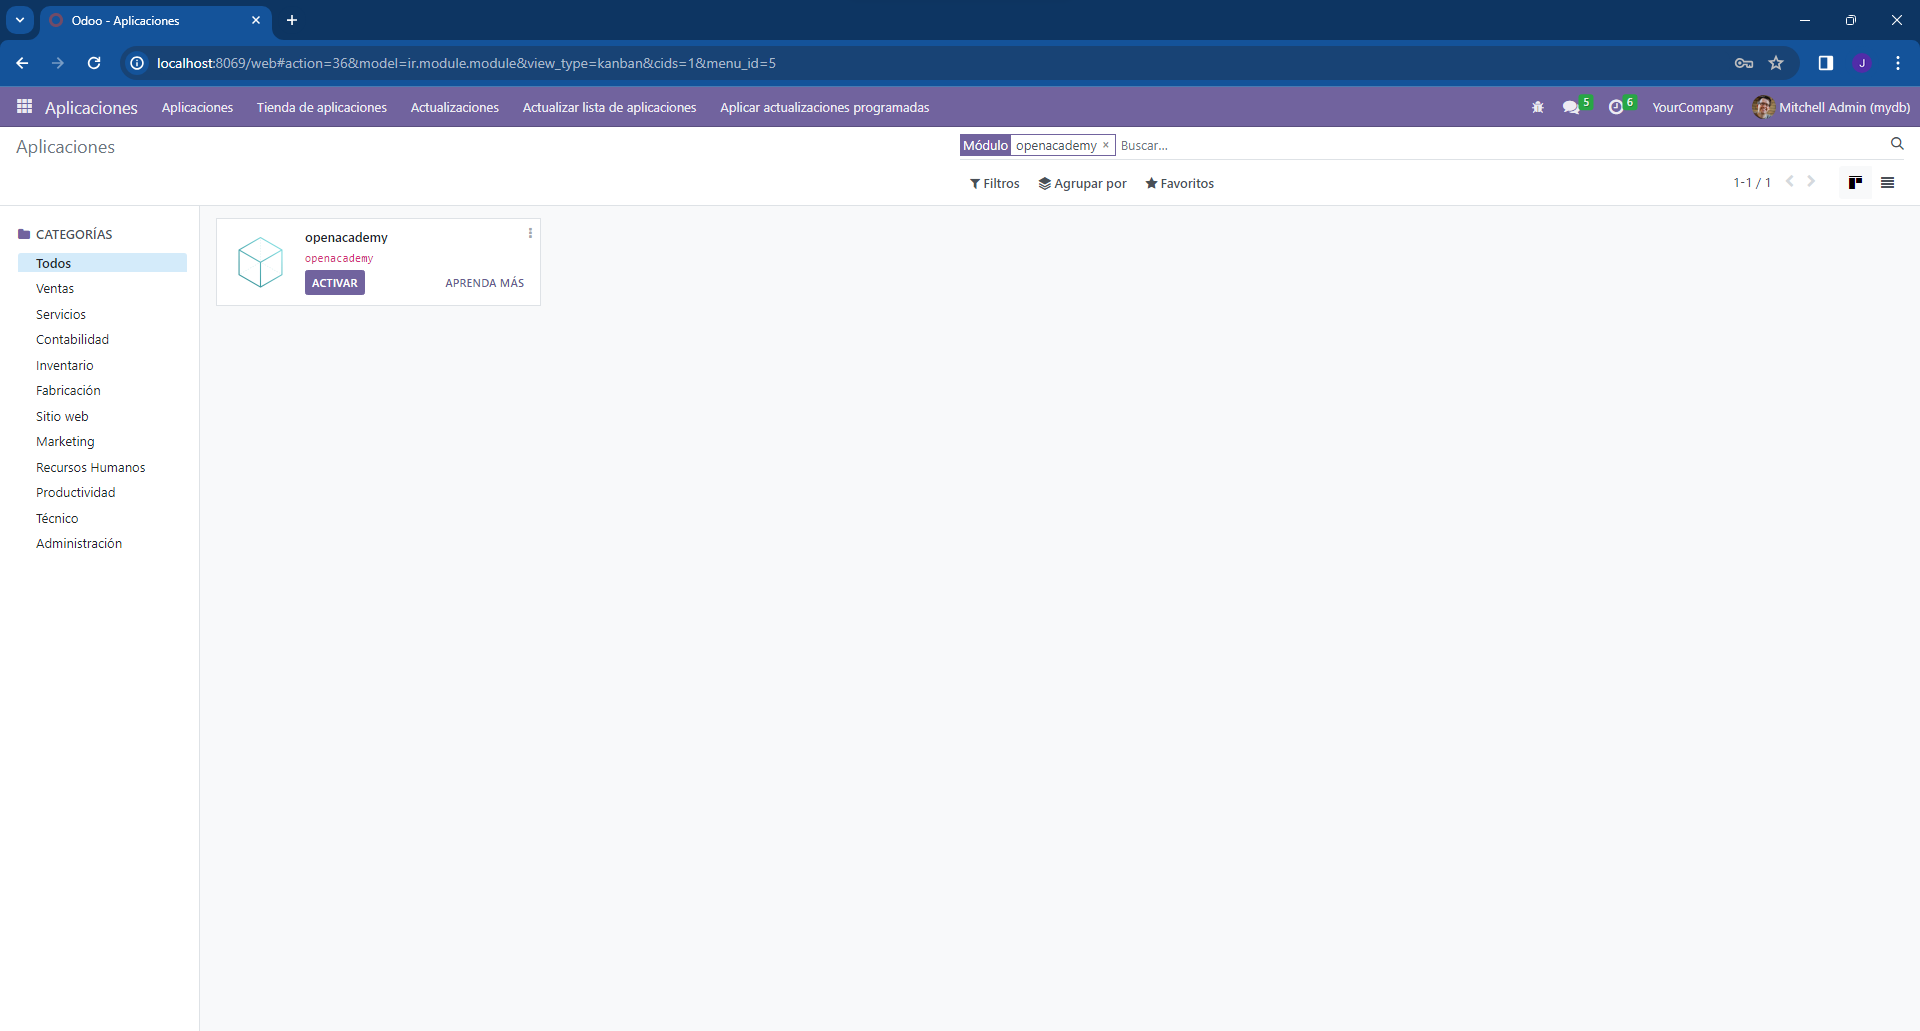 Odoo - Aplicaciones
localhost:8069/web#action=36&model=ir.module.module&view_type=kanban&cids=1&menu_id=5
J
Aplicaciones Aplicaciones Tienda de aplicaciones Actualizaciones Actualizar lista de aplicaciones Aplicar actualizaciones programadas 5 6 YourCompany Mitchell Admin (mydb)
Aplicaciones
Módulo openacademy × Buscar...
Filtros Agrupar por Favoritos 1-1 / 1
CATEGORÍAS
Todos
Ventas
Servicios
Contabilidad
Inventario
Fabricación
Sitio web
Marketing
Recursos Humanos
Productividad
Técnico
Administración
openacademy
openacademy
ACTIVAR APRENDA MÁS